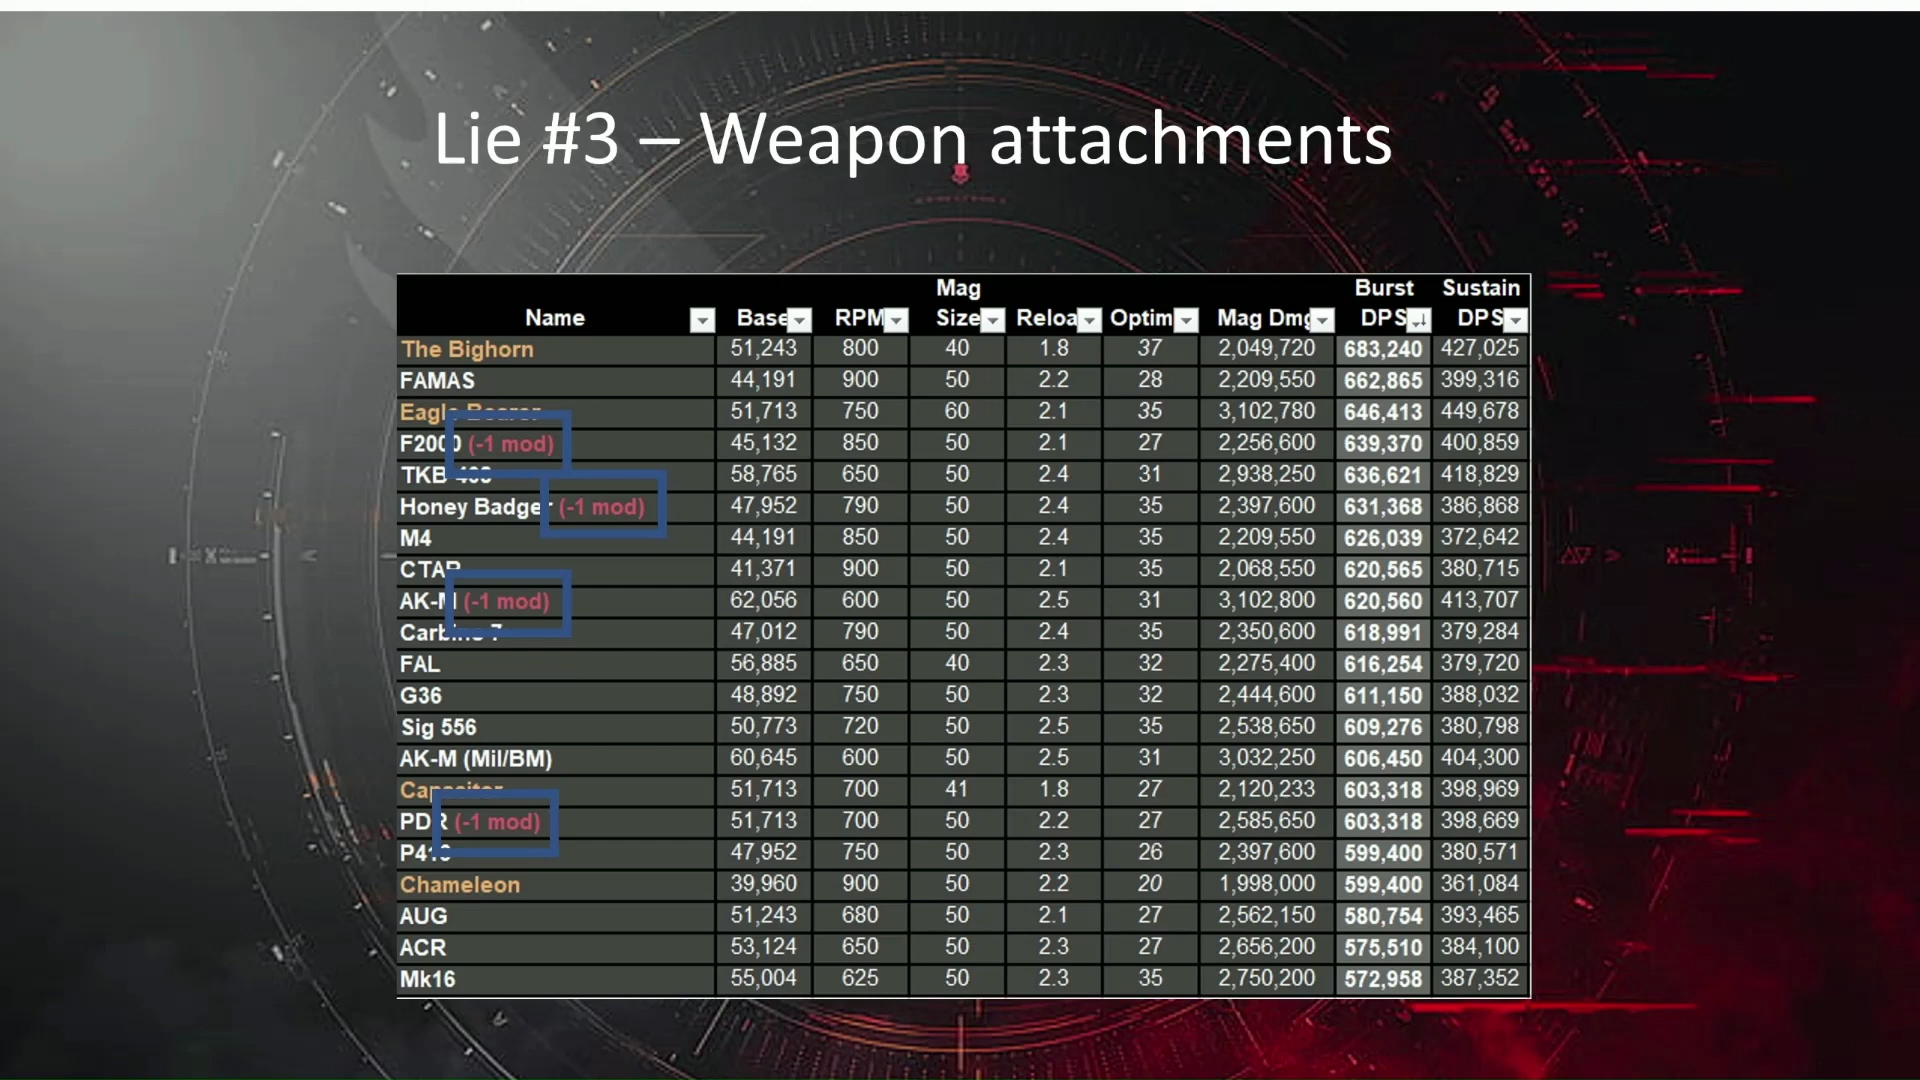 Lie #3 – Weapon attachments
Mag Burst Sustain
Name Base RPM Size Reloa Optim Mag Dmg DPS DPS
The Bighorn 51,243 800 40 1.8 37 2,049,720 683,240 427,025
FAMAS 44,191 900 50 2.2 28 2,209,550 662,865 399,316
Eagle Bearer 51,713 750 60 2.1 35 3,102,780 646,413 449,678
F2000 (-1 mod) 45,132 850 50 2.1 27 2,256,600 639,370 400,859
TKB-408 58,765 650 50 2.4 31 2,938,250 636,621 418,829
Honey Badger (-1 mod) 47,952 790 50 2.4 35 2,397,600 631,368 386,868
M4 44,191 850 50 2.4 35 2,209,550 626,039 372,642
CTAR 41,371 900 50 2.1 35 2,068,550 620,565 380,715
AK-M (-1 mod) 62,056 600 50 2.5 31 3,102,800 620,560 413,707
Carbine 7 47,012 790 50 2.4 35 2,350,600 618,991 379,284
FAL 56,885 650 40 2.3 32 2,275,400 616,254 379,720
G36 48,892 750 50 2.3 32 2,444,600 611,150 388,032
Sig 556 50,773 720 50 2.5 35 2,538,650 609,276 380,798
AK-M (Mil/BM) 60,645 600 50 2.5 31 3,032,250 606,450 404,300
Capacitor 51,713 700 41 1.8 27 2,120,233 603,318 398,969
PDR (-1 mod) 51,713 700 50 2.2 27 2,585,650 603,318 398,669
P416 47,952 750 50 2.3 26 2,397,600 599,400 380,571
Chameleon 39,960 900 50 2.2 20 1,998,000 599,400 361,084
AUG 51,243 680 50 2.1 27 2,562,150 580,754 393,465
ACR 53,124 650 50 2.3 27 2,656,200 575,510 384,100
Mk16 55,004 625 50 2.3 35 2,750,200 572,958 387,352